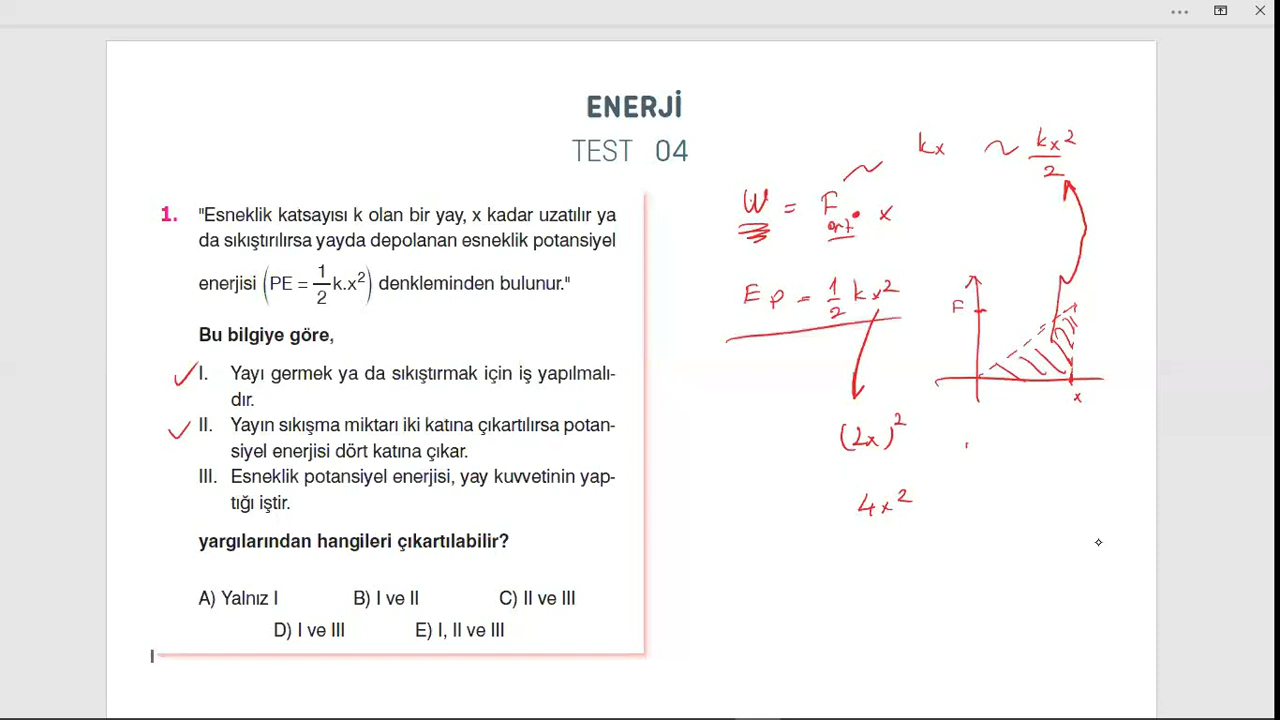 ENERJİ
TEST 04
1. "Esneklik katsayısı k olan bir yay, x kadar uzatılır ya
da sıkıştırılırsa yayda depolanan esneklik potansiyel
enerjisi (PE = 1/2 k.x²) denkleminden bulunur."
Bu bilgiye göre,
I. Yayı germek ya da sıkıştırmak için iş yapılmalı-
dır.
II. Yayın sıkışma miktarı iki katına çıkartılırsa potan-
siyel enerjisi dört katına çıkar.
III. Esneklik potansiyel enerjisi, yay kuvvetinin yap-
tığı iştir.
yargılarından hangileri çıkartılabilir?
A) Yalnız I B) I ve II C) II ve III
D) I ve III E) I, II ve III
kx ~ kx²/2
W = F ort · x
Ep = 1/2 kx²
F
x
(2x)²
4x²